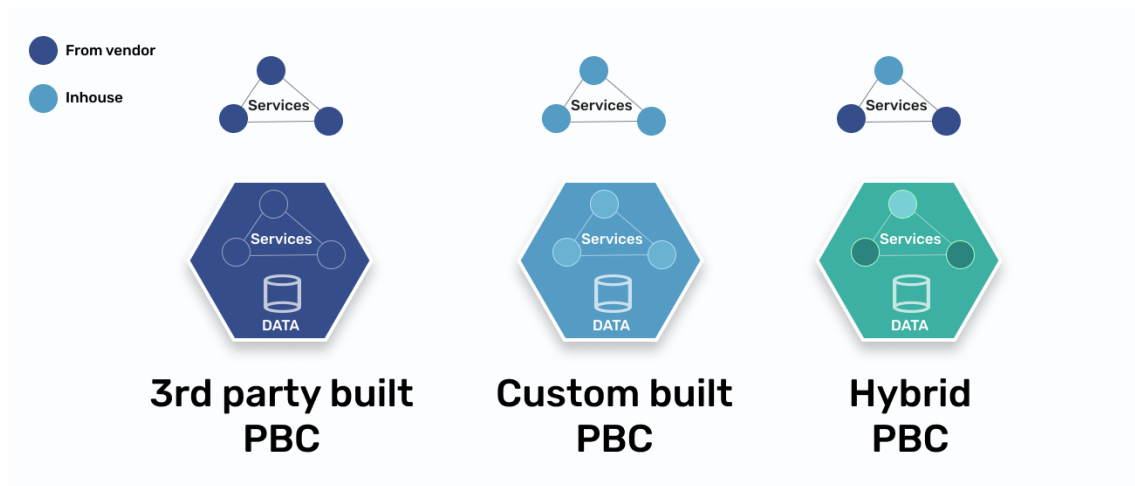 From vendor
Inhouse
Services
Services
Services
Services
DATA
Services
DATA
Services
DATA
3rd party built
PBC
Custom built
PBC
Hybrid
PBC